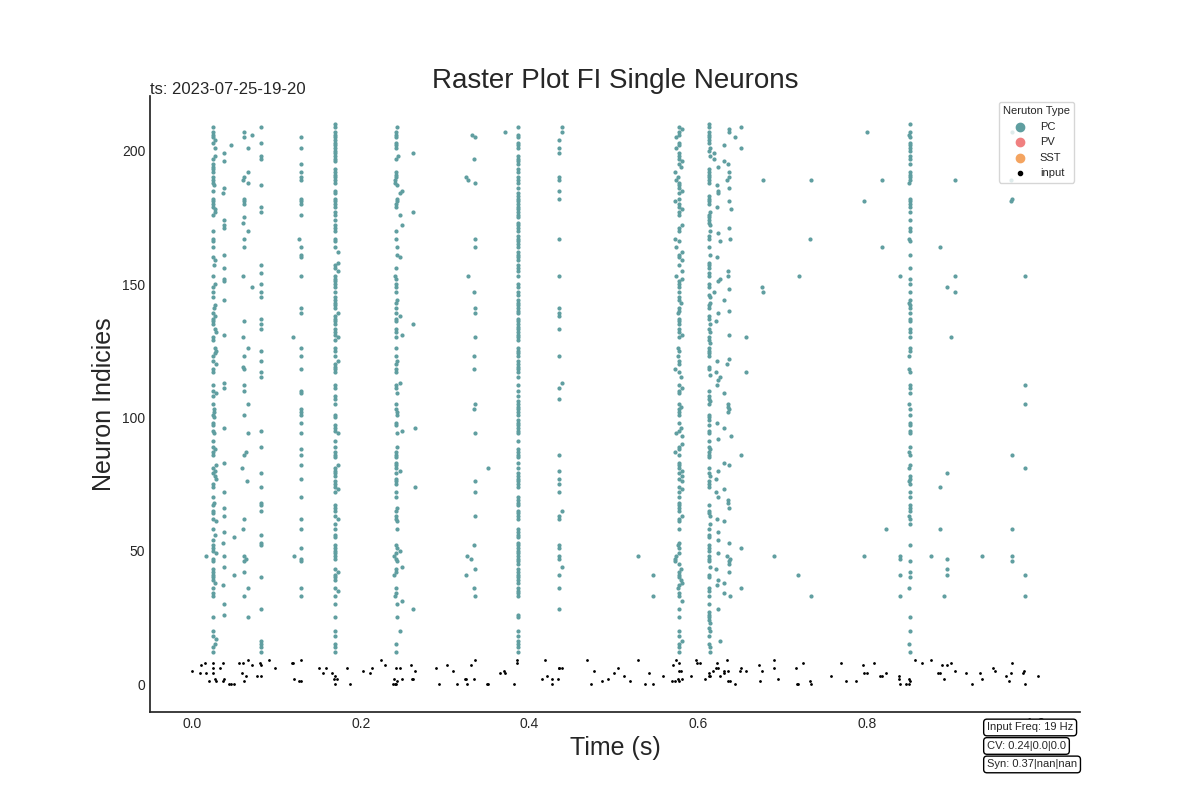 Raster Plot FI Single Neurons
ts: 2023-07-25-19-20
Neruton Type
PC
PV
SST
input
200
150
100
50
0
Neuron Indicies
0.0
0.2
0.4
0.6
0.8
Time (s)
Input Freq: 19 Hz
CV: 0.24|0.0|0.0
Syn: 0.37|nan|nan